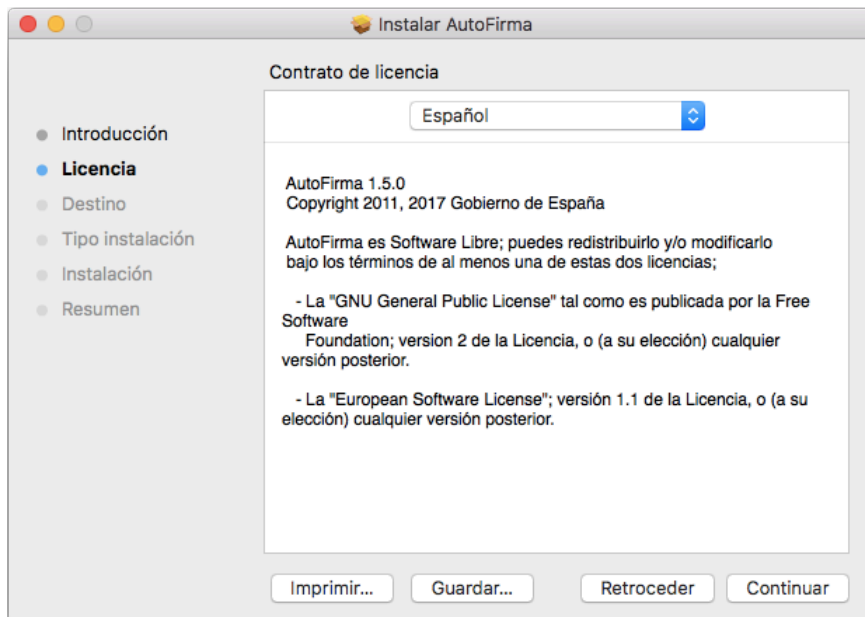 Instalar AutoFirma
Contrato de licencia
Introducción
Licencia
Destino
Tipo instalación
Instalación
Resumen
Español
AutoFirma 1.5.0
Copyright 2011, 2017 Gobierno de España
AutoFirma es Software Libre; puedes redistribuirlo y/o modificarlo
bajo los términos de al menos una de estas dos licencias;
- La "GNU General Public License" tal como es publicada por la Free
Software
Foundation; version 2 de la Licencia, o (a su elección) cualquier
versión posterior.
- La "European Software License"; versión 1.1 de la Licencia, o (a su
elección) cualquier versión posterior.
Imprimir...
Guardar...
Retroceder
Continuar